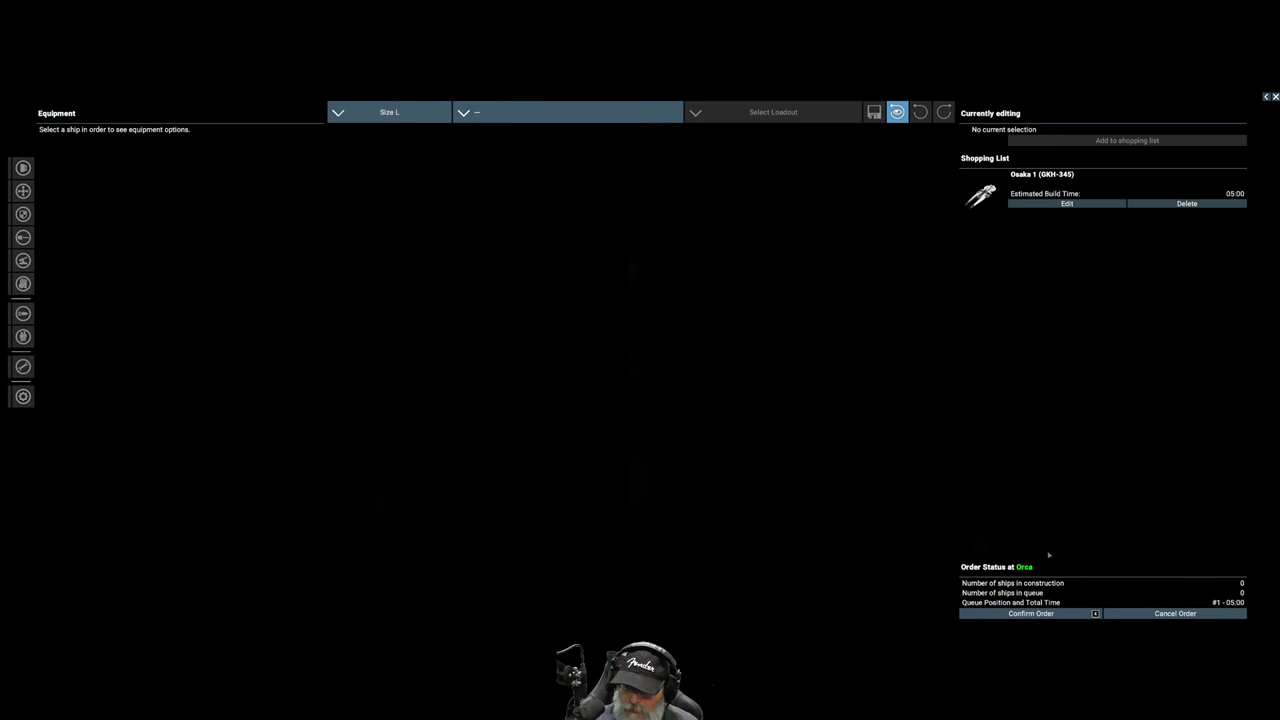 Equipment
Select a ship in order to see equipment options.
Size L
--
Select Loadout
Currently editing
No current selection
Add to shopping list
Shopping List
Osaka 1 (GKH-345)
Estimated Build Time: 05:00
Edit
Delete
Order Status at Orca
Number of ships in construction 0
Number of ships in queue 0
Queue Position and Total Time #1 - 05:00
Confirm Order
Cancel Order
Fender